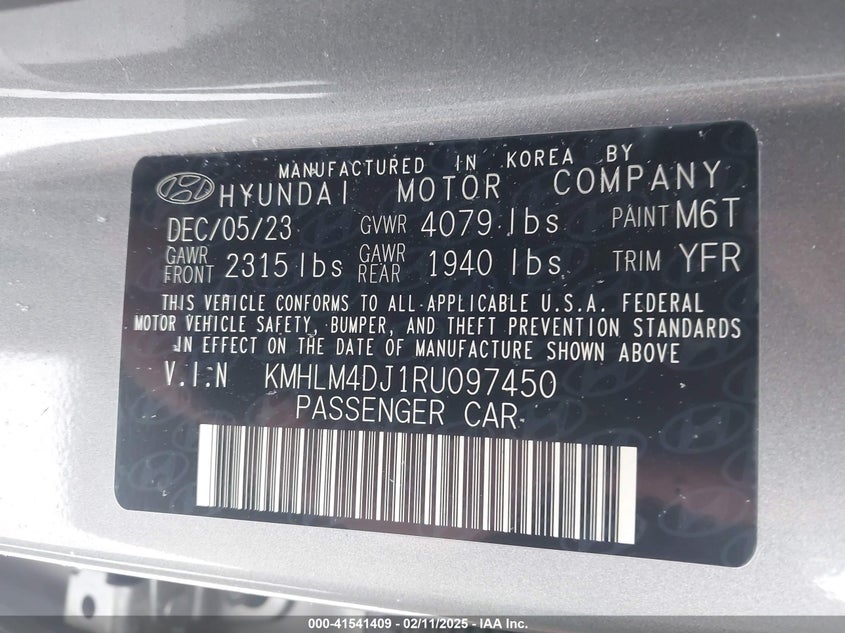 MANUFACTURED IN KOREA BY
HYUNDAI MOTOR COMPANY
DEC/05/23 GVWR 4079 lbs PAINT M6T
GAWR FRONT 2315 lbs GAWR REAR 1940 lbs TRIM YFR
THIS VEHICLE CONFORMS TO ALL APPLICABLE U.S.A. FEDERAL
MOTOR VEHICLE SAFETY, BUMPER, AND THEFT PREVENTION STANDARDS
IN EFFECT ON THE DATE OF MANUFACTURE SHOWN ABOVE
V.I.N KMHLM4DJ1RU097450
PASSENGER CAR
000-41541409 - 02/11/2025 - IAA Inc.